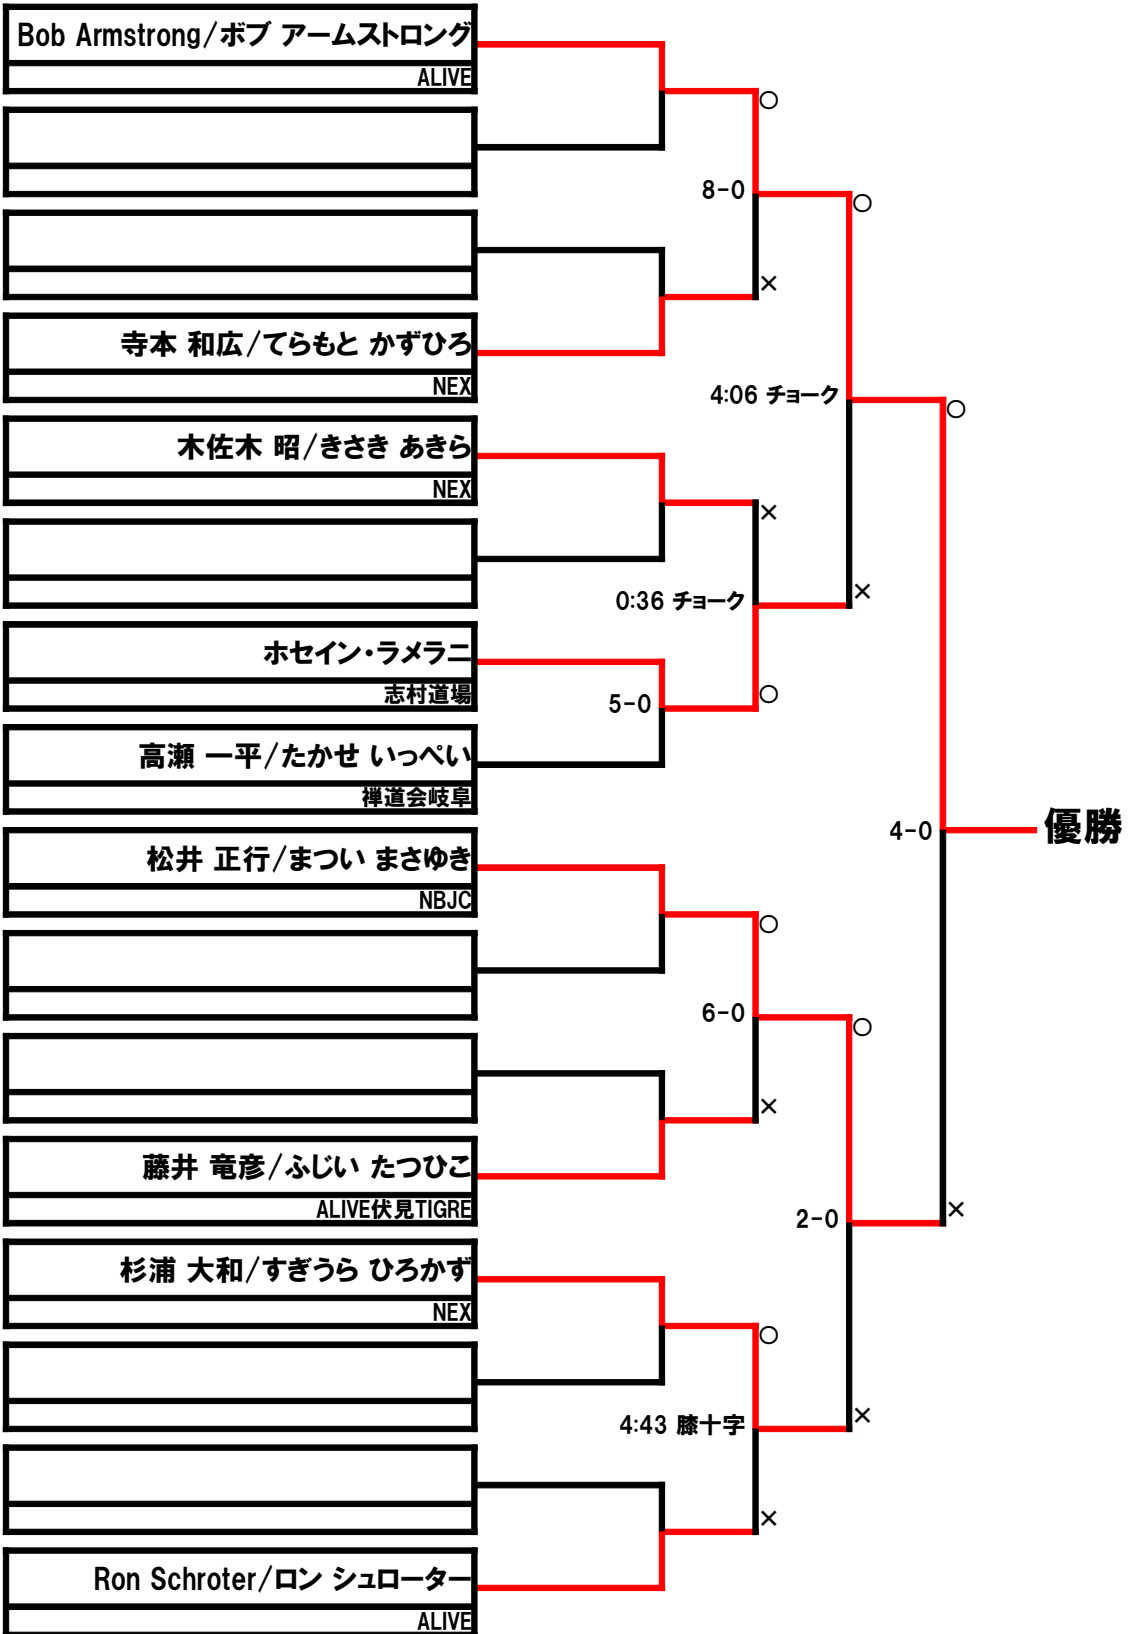 Bob Armstrong/ボブ アームストロング
ALIVE
○
8-0
○
×
寺本 和広/てらもと かずひろ
NEX
4:06 チョーク
○
木佐木 昭/きさき あきら
NEX
×
0:36 チョーク
×
ホセイン・ラメラニ
志村道場
5-0
○
高瀬 一平/たかせ いっぺい
禅道会岐阜
4-0
優勝
松井 正行/まつい まさゆき
NBJC
○
6-0
○
×
藤井 竜彦/ふじい たつひこ
ALIVE伏見TIGRE
2-0
×
杉浦 大和/すぎうら ひろかず
NEX
○
4:43 膝十字
×
×
Ron Schroter/ロン シュローター
ALIVE